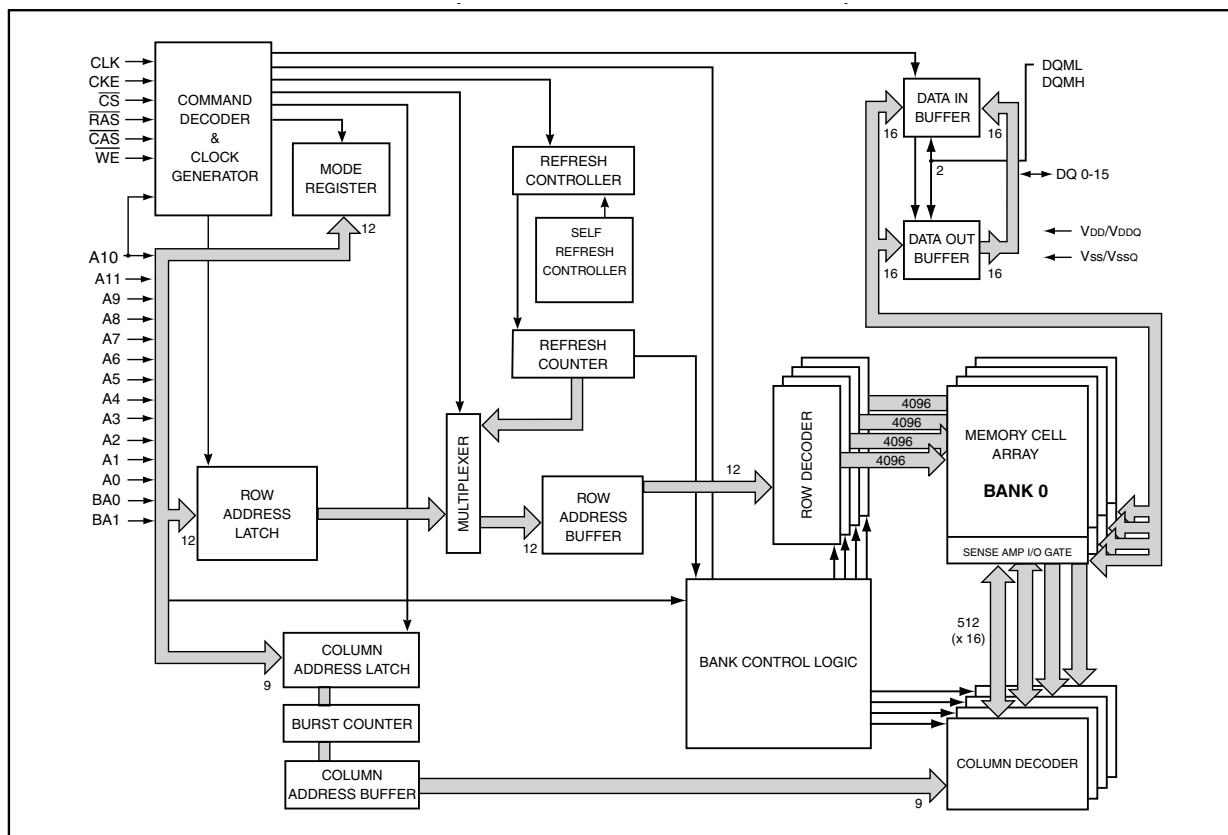 CLK
CKE
CS
RAS
CAS
WE
COMMAND
DECODER
&
CLOCK
GENERATOR
MODE
REGISTER
12
REFRESH
CONTROLLER
SELF
REFRESH
CONTROLLER
REFRESH
COUNTER
DATA IN
BUFFER
16
16
2
DQML
DQMH
DQ 0-15
DATA OUT
BUFFER
16
16
VDD/VDDQ
Vss/VssQ
A10
A11
A9
A8
A7
A6
A5
A4
A3
A2
A1
A0
BA0
BA1
12
ROW
ADDRESS
LATCH
MULTIPLEXER
12
ROW
ADDRESS
BUFFER
12
ROW DECODER
4096
4096
4096
4096
MEMORY CELL
ARRAY
BANK 0
SENSE AMP I/O GATE
512
(x 16)
BANK CONTROL LOGIC
9
COLUMN
ADDRESS LATCH
BURST COUNTER
COLUMN
ADDRESS BUFFER
9
COLUMN DECODER